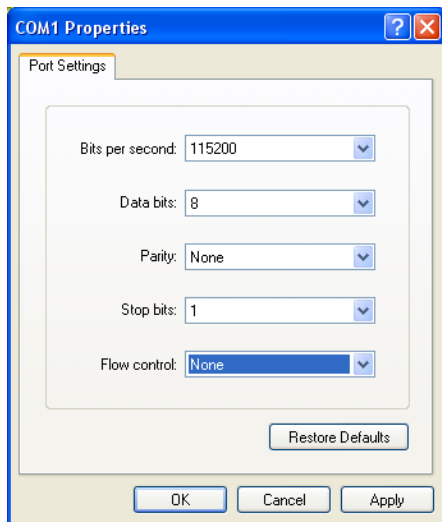 COM1 Properties
Port Settings
Bits per second: 115200
Data bits: 8
Parity: None
Stop bits: 1
Flow control: None
Restore Defaults
OK Cancel Apply